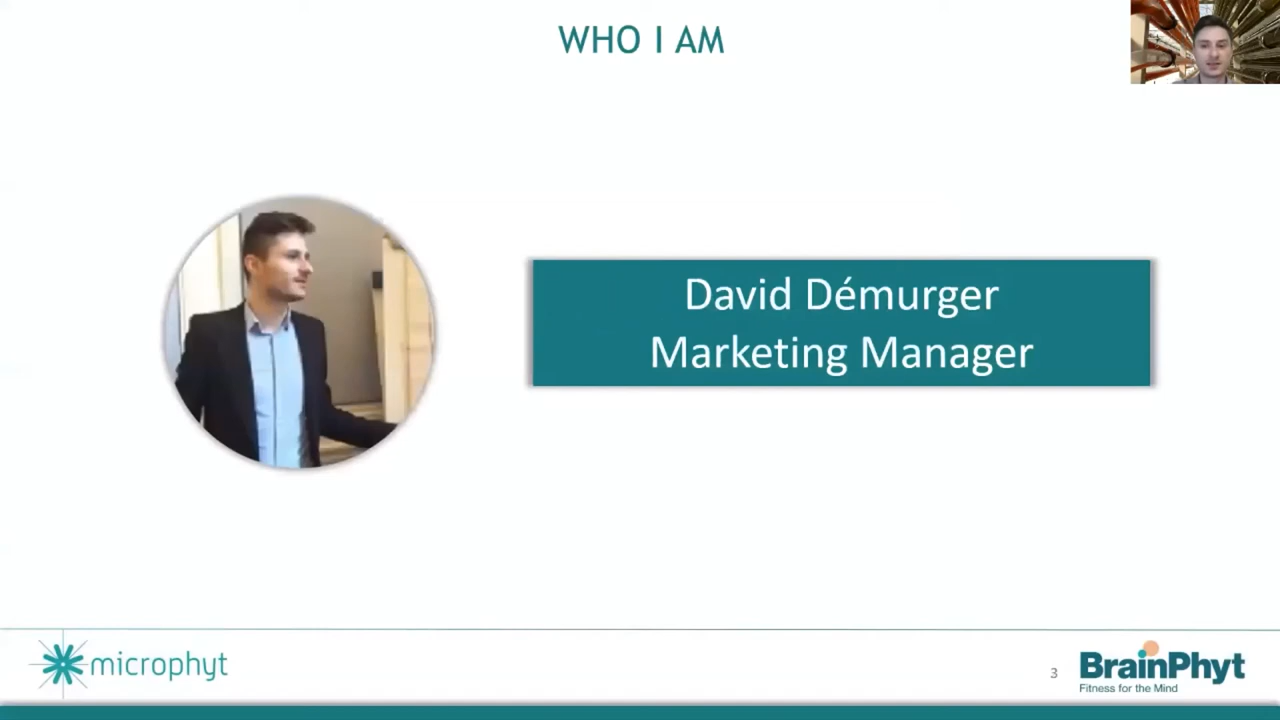 WHO I AM
David Démurger
Marketing Manager
microphyt
3
BrainPhyt
Fitness for the Mind